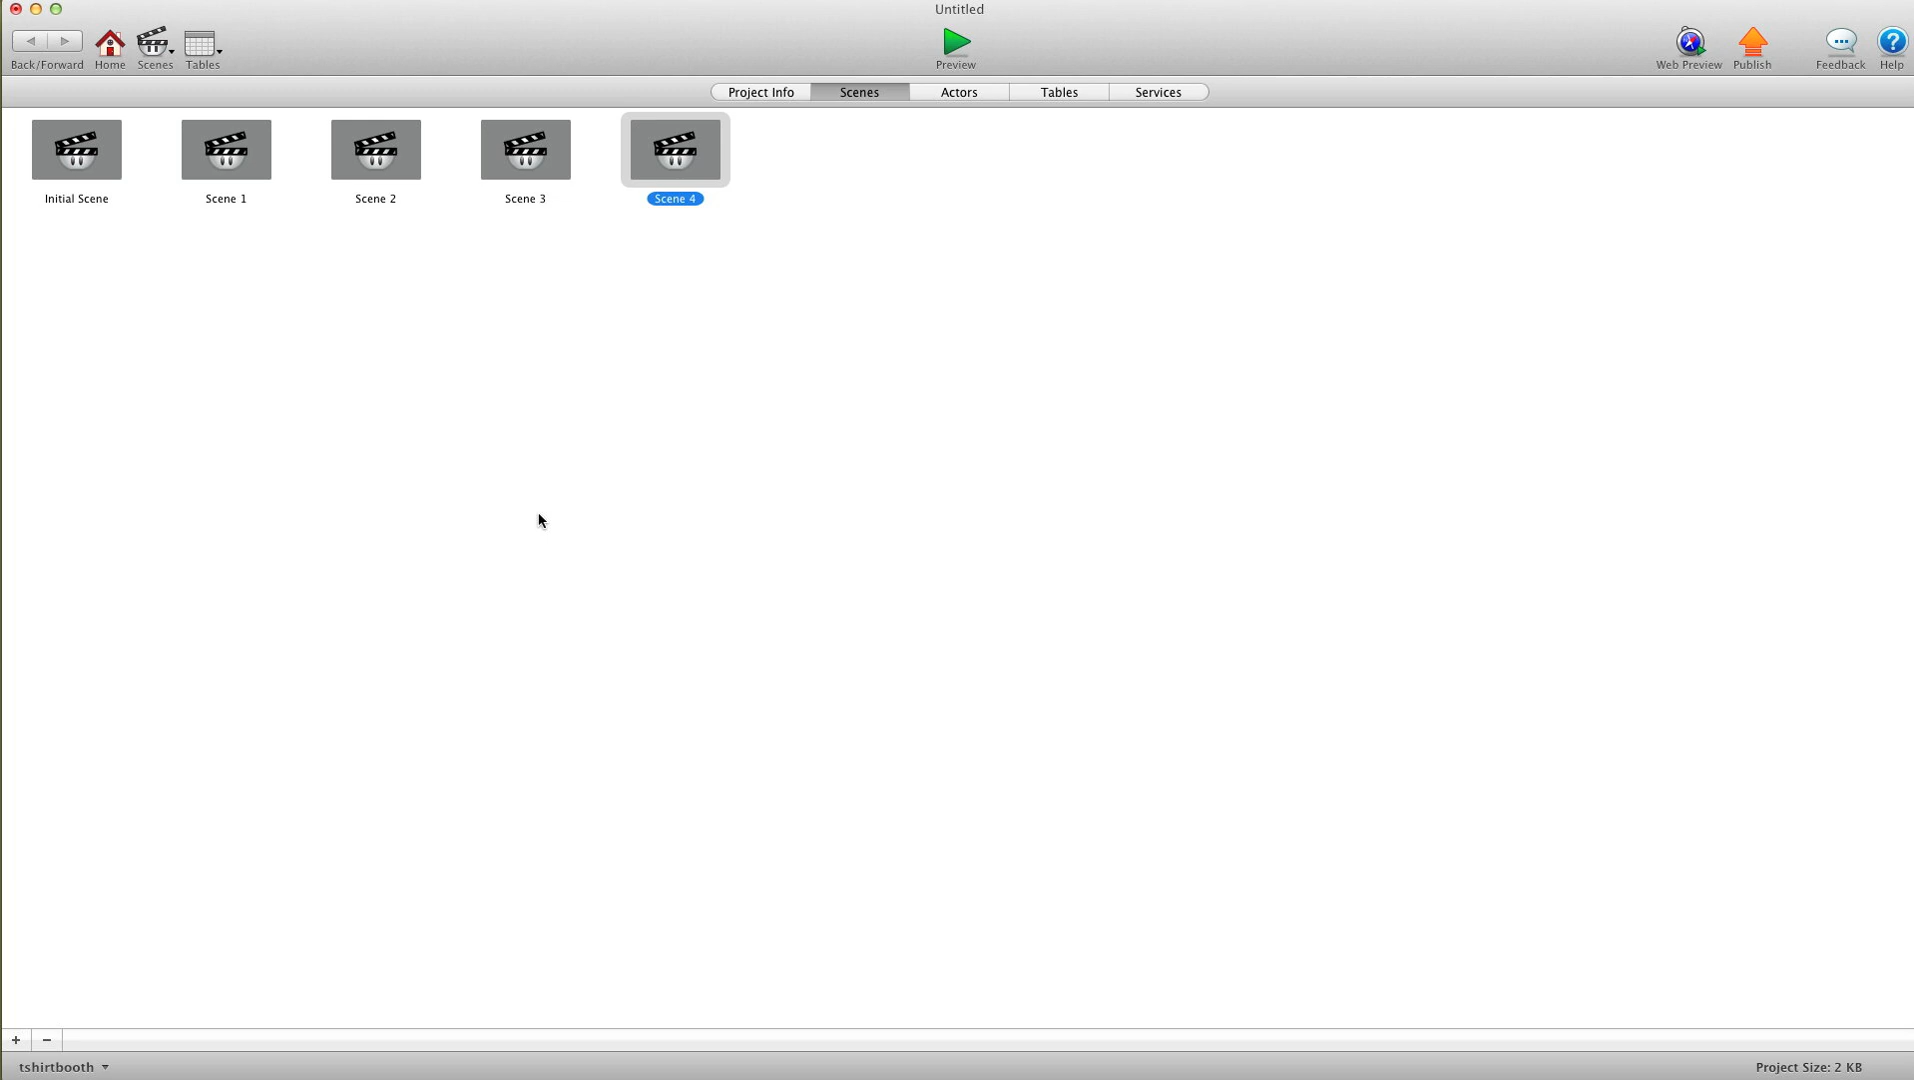 Untitled
Back/Forward Home Scenes Tables Preview Web Preview Publish Feedback Help
Project Info Scenes Actors Tables Services
Initial Scene Scene 1 Scene 2 Scene 3 Scene 4
+ −
tshirtbooth Project Size: 2 KB